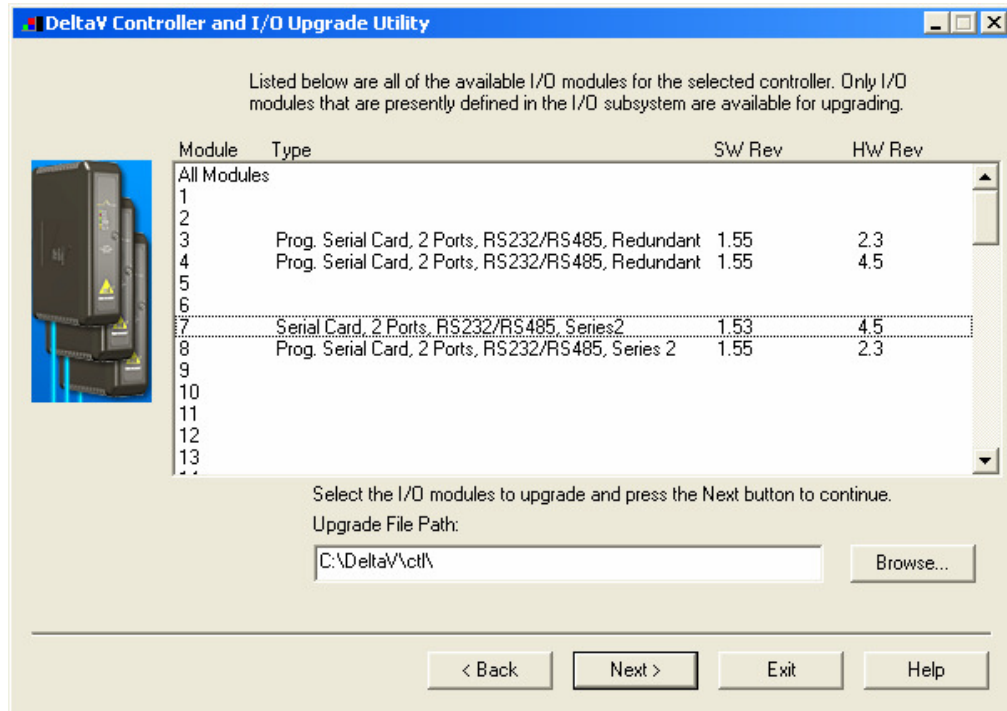 DeltaV Controller and I/O Upgrade Utility
Listed below are all of the available I/O modules for the selected controller. Only I/O
modules that are presently defined in the I/O subsystem are available for upgrading.
Module Type SW Rev HW Rev
All Modules
1
2
3 Prog. Serial Card, 2 Ports, RS232/RS485, Redundant 1.55 2.3
4 Prog. Serial Card, 2 Ports, RS232/RS485, Redundant 1.55 4.5
5
6
7 Serial Card, 2 Ports, RS232/RS485, Series2 1.53 4.5
8 Prog. Serial Card, 2 Ports, RS232/RS485, Series 2 1.55 2.3
9
10
11
12
13
Select the I/O modules to upgrade and press the Next button to continue.
Upgrade File Path:
C:\DeltaV\ctl\
Browse...
< Back
Next >
Exit
Help